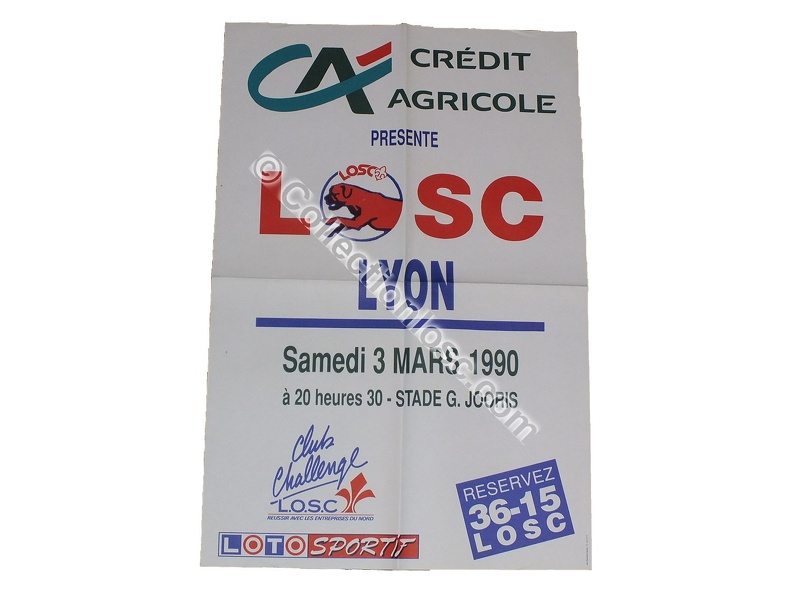 CA CRÉDIT
AGRICOLE
PRESENTE
LOSC
LOSC
LYON
Samedi 3 MARS 1990
à 20 heures 30 - STADE G. JOORIS
Club
Challenge
L.O.S.C
REUSSIR AVEC LES ENTREPRISES DU NORD
LOTO SPORTIF
RESERVEZ
36-15
LOSC
© Collectionlosc.com